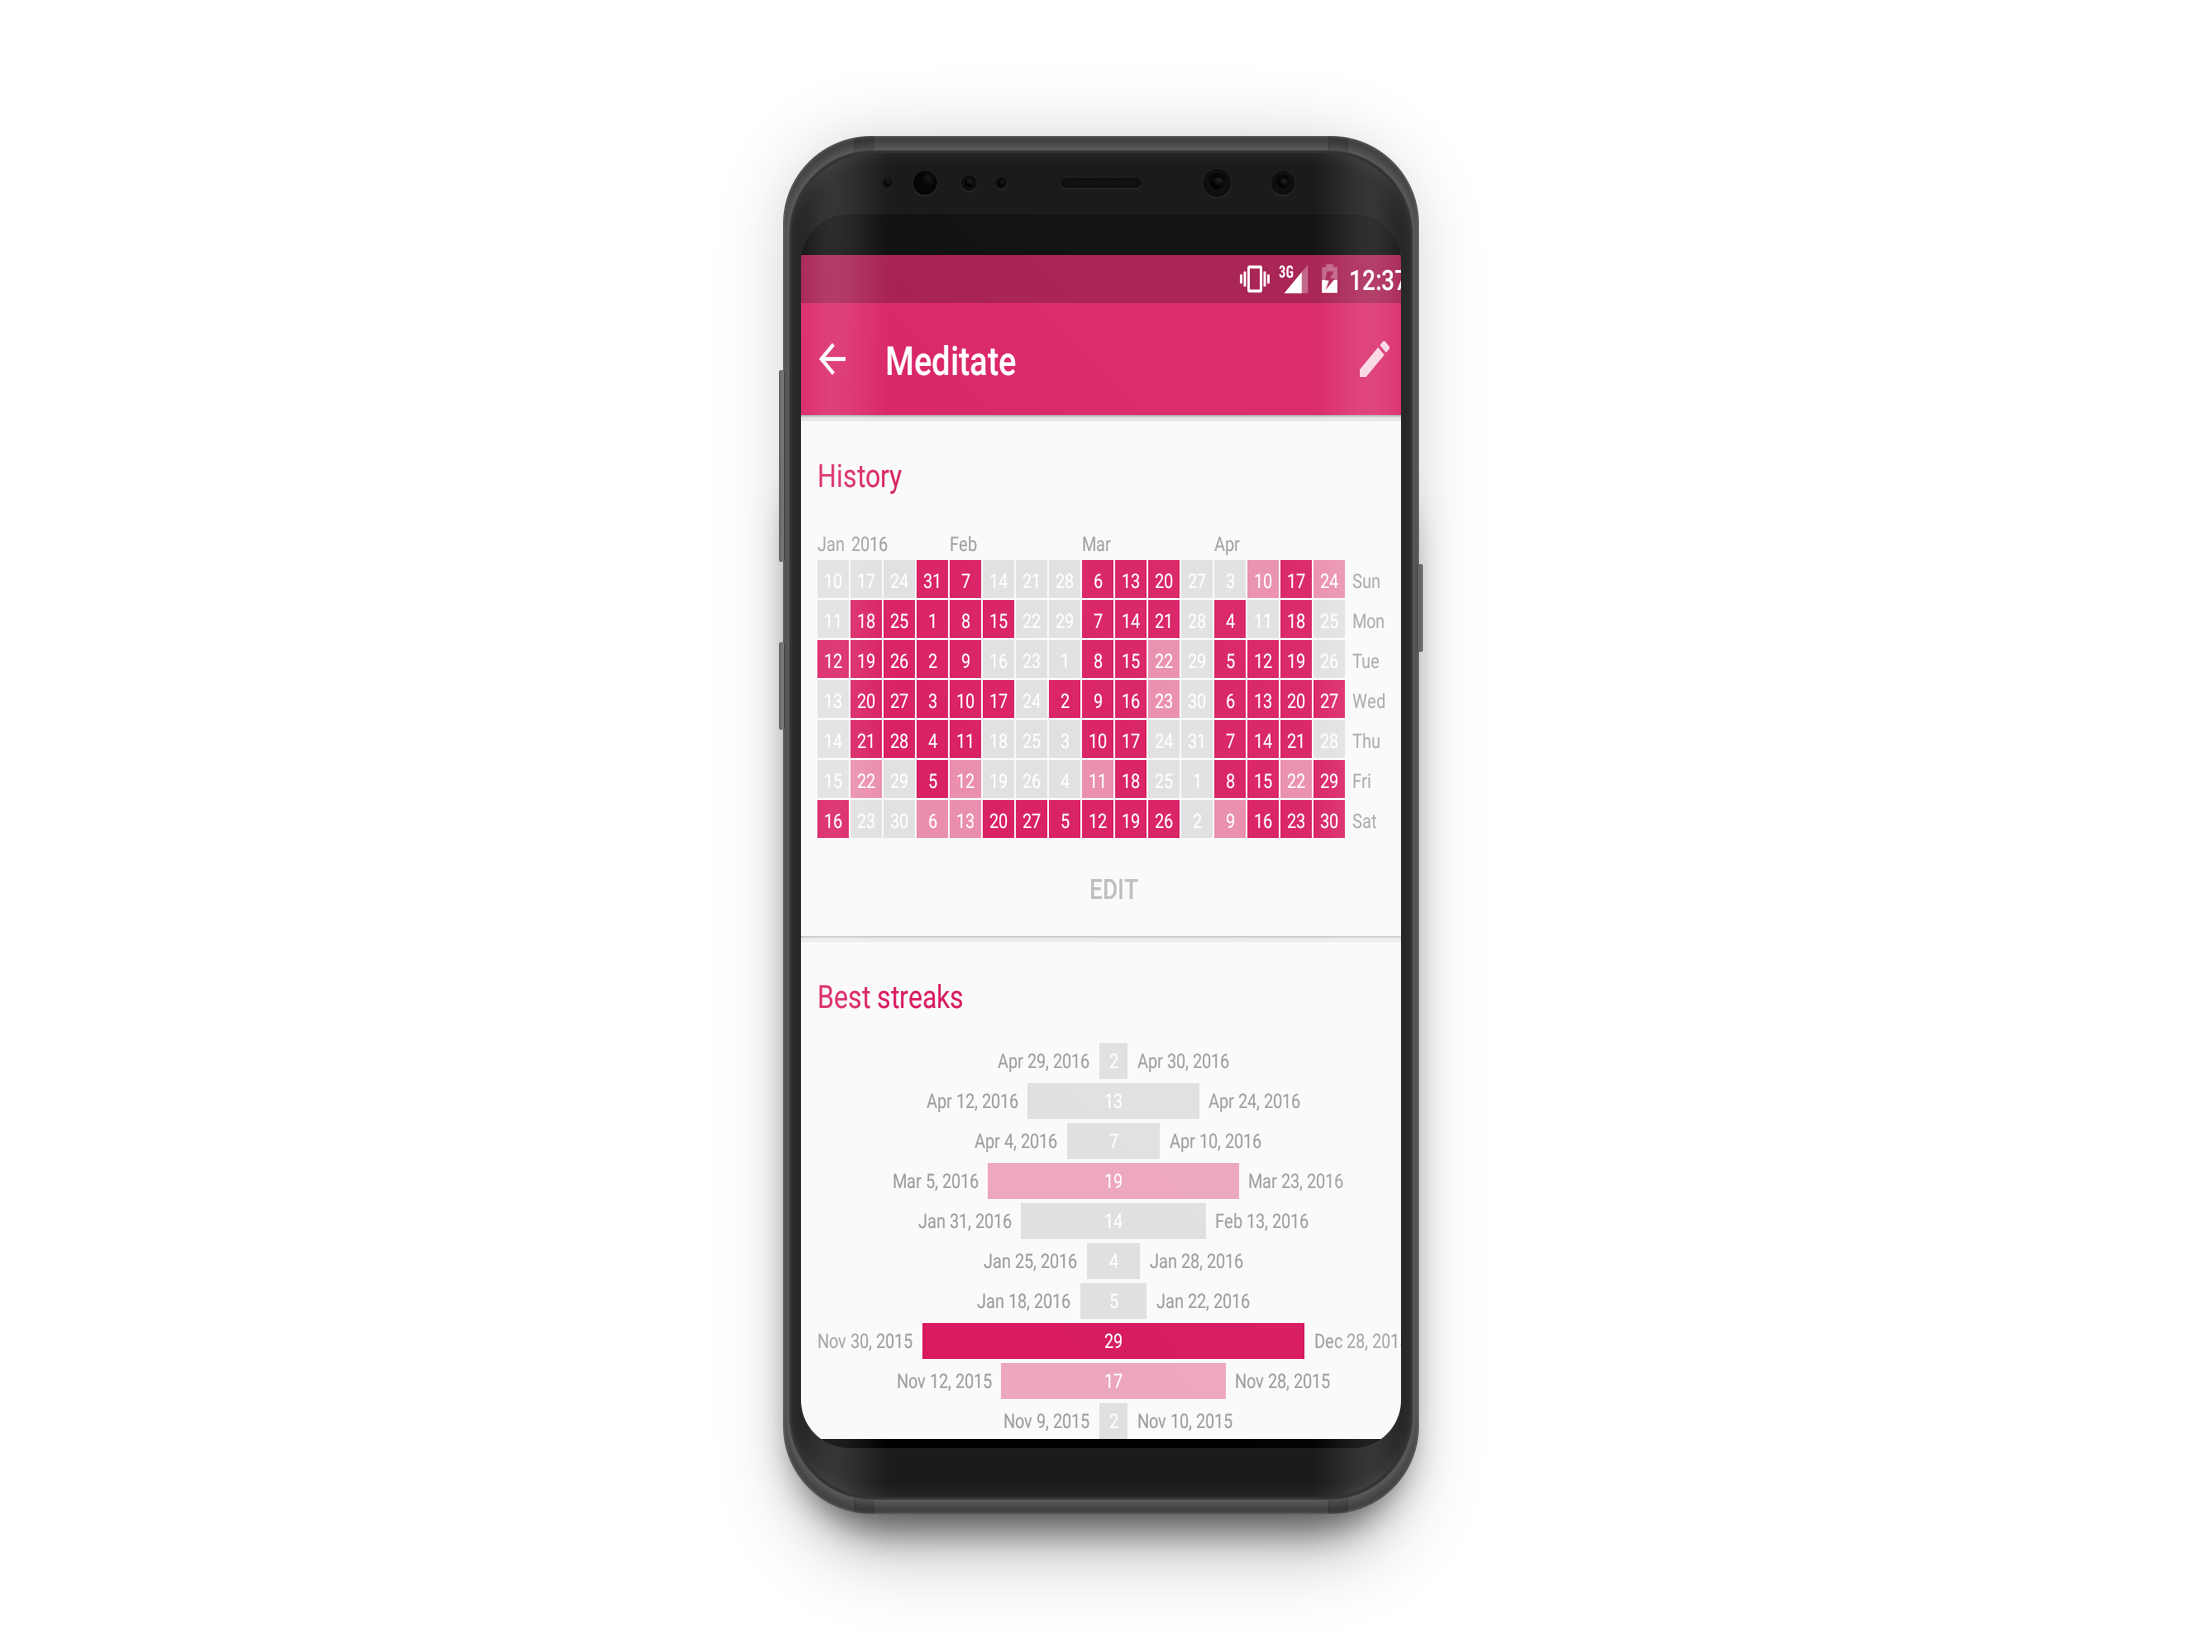 3G 12:37
Meditate
History
Jan 2016 Feb Mar Apr
10 17 24 31 7 14 21 28 6 13 20 27 3 10 17 24 Sun
11 18 25 1 8 15 22 29 7 14 21 28 4 11 18 25 Mon
12 19 26 2 9 16 23 1 8 15 22 29 5 12 19 26 Tue
13 20 27 3 10 17 24 2 9 16 23 30 6 13 20 27 Wed
14 21 28 4 11 18 25 3 10 17 24 31 7 14 21 28 Thu
15 22 29 5 12 19 26 4 11 18 25 1 8 15 22 29 Fri
16 23 30 6 13 20 27 5 12 19 26 2 9 16 23 30 Sat
EDIT
Best streaks
Apr 29, 2016 2 Apr 30, 2016
Apr 12, 2016 13 Apr 24, 2016
Apr 4, 2016 7 Apr 10, 2016
Mar 5, 2016 19 Mar 23, 2016
Jan 31, 2016 14 Feb 13, 2016
Jan 25, 2016 4 Jan 28, 2016
Jan 18, 2016 5 Jan 22, 2016
Nov 30, 2015 29 Dec 28, 201
Nov 12, 2015 17 Nov 28, 2015
Nov 9, 2015 2 Nov 10, 2015